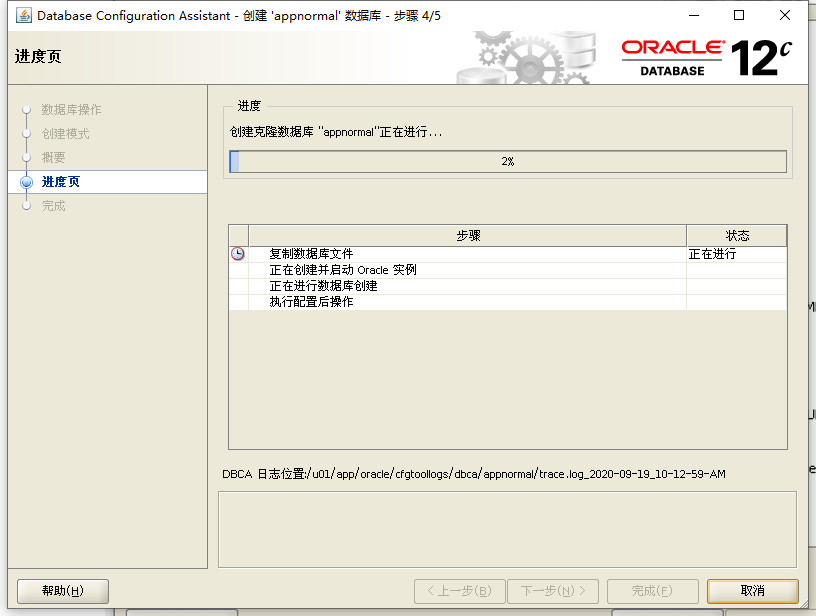 Database Configuration Assistant - 创建 'appnormal' 数据库 - 步骤 4/5
进度页
ORACLE®
DATABASE
12c
数据库操作
创建模式
概要
进度页
完成
进度
创建克隆数据库 "appnormal"正在进行...
2%
步骤 状态
复制数据库文件 正在进行
正在创建并启动 Oracle 实例
正在进行数据库创建
执行配置后操作
DBCA 日志位置:/u01/app/oracle/cfgtoollogs/dbca/appnormal/trace.log_2020-09-19_10-12-59-AM
帮助(H)
< 上一步(B)
下一步(N) >
完成(F)
取消